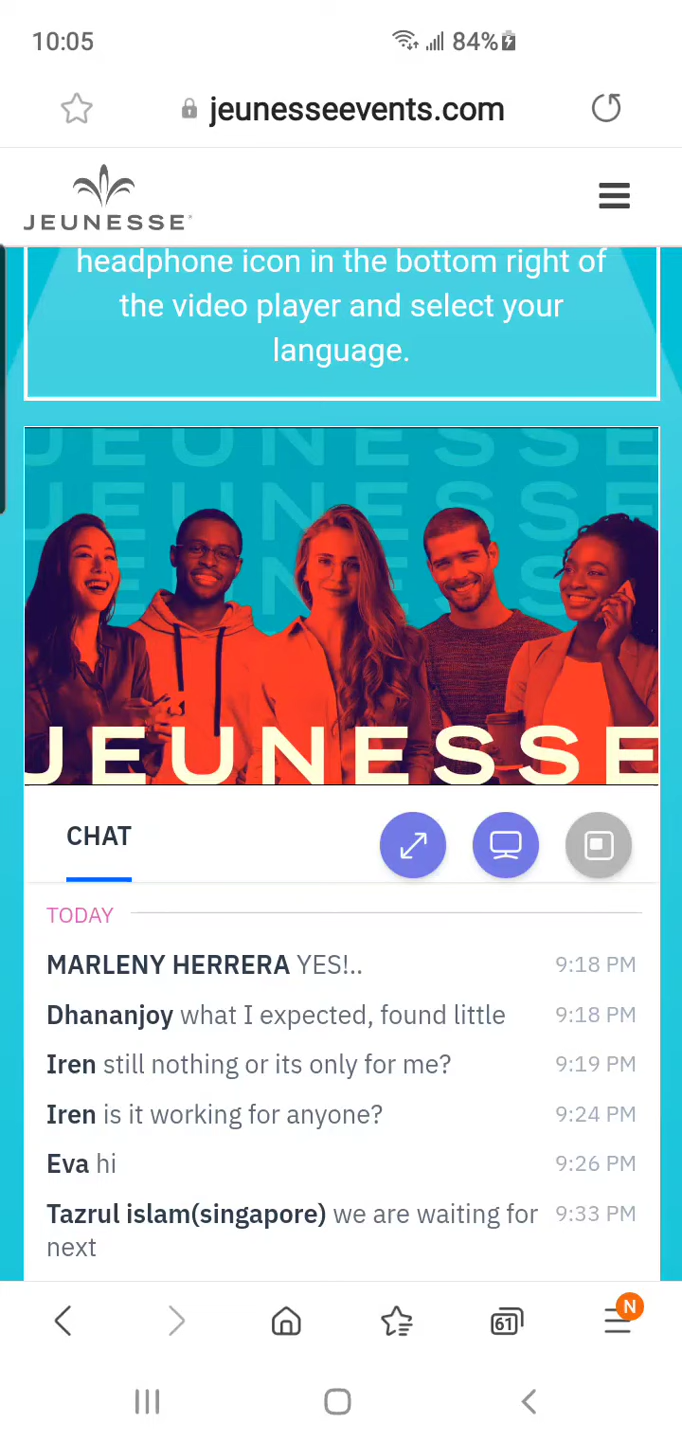 10:05
84%
jeunesseevents.com
JEUNESSE
headphone icon in the bottom right of
the video player and select your
language.
JEUNESSE
JEUNESSE
JEUNESSE
JEUNESSE
CHAT
TODAY
MARLENY HERRERA YES!.. 9:18 PM
Dhananjoy what I expected, found little 9:18 PM
Iren still nothing or its only for me? 9:19 PM
Iren is it working for anyone? 9:24 PM
Eva hi 9:26 PM
Tazrul islam(singapore) we are waiting for 9:33 PM
next
61
N